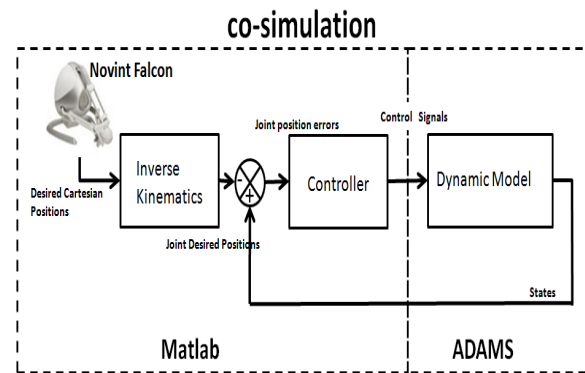 co-simulation
Novint Falcon
Joint position errors
Control Signals
Inverse
Kinematics
-
+
Controller
Dynamic Model
Desired Cartesian
Positions
Joint Desired Positions
States
Matlab
ADAMS